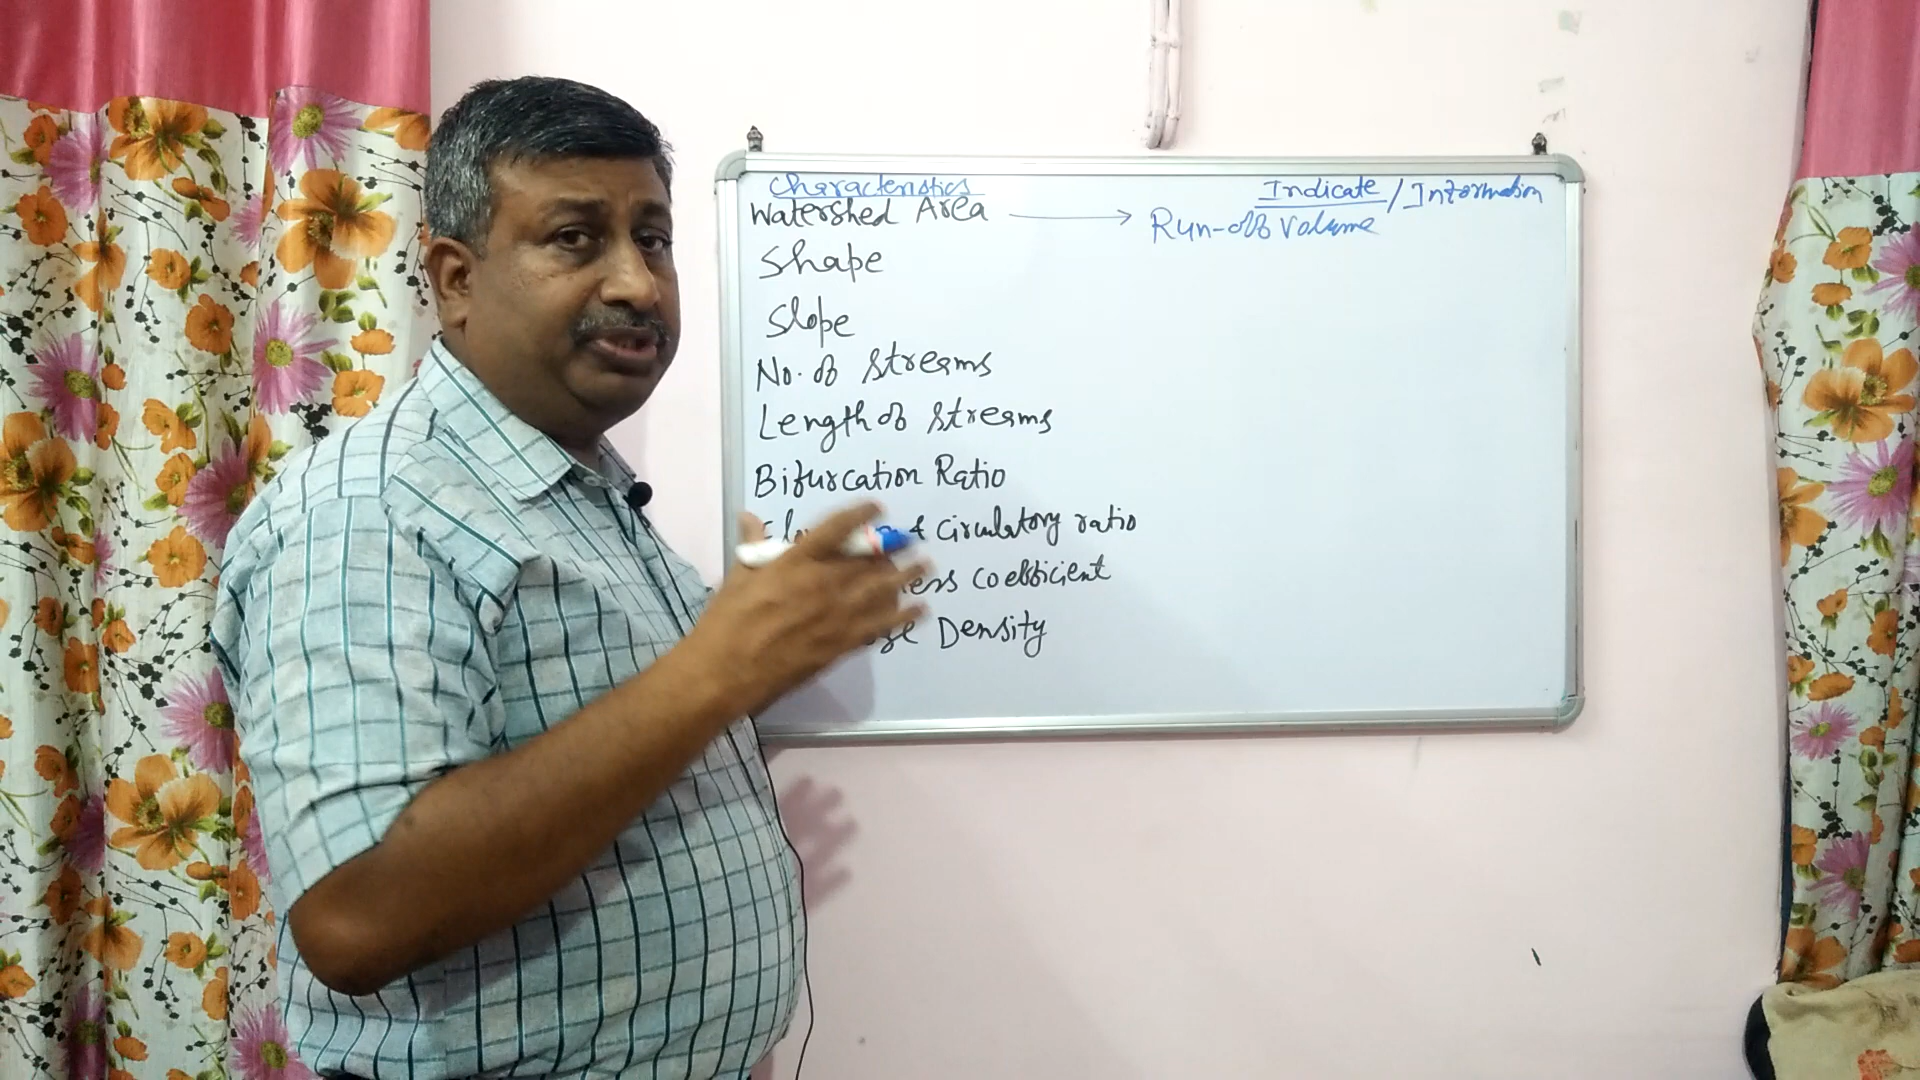 Characteristics Indicate / Information
Watershed Area → Run-off Volume
Shape
Slope
No. of Streams
Length of Streams
Bifurcation Ratio
& Circulatory ratio
Coefficient
Density